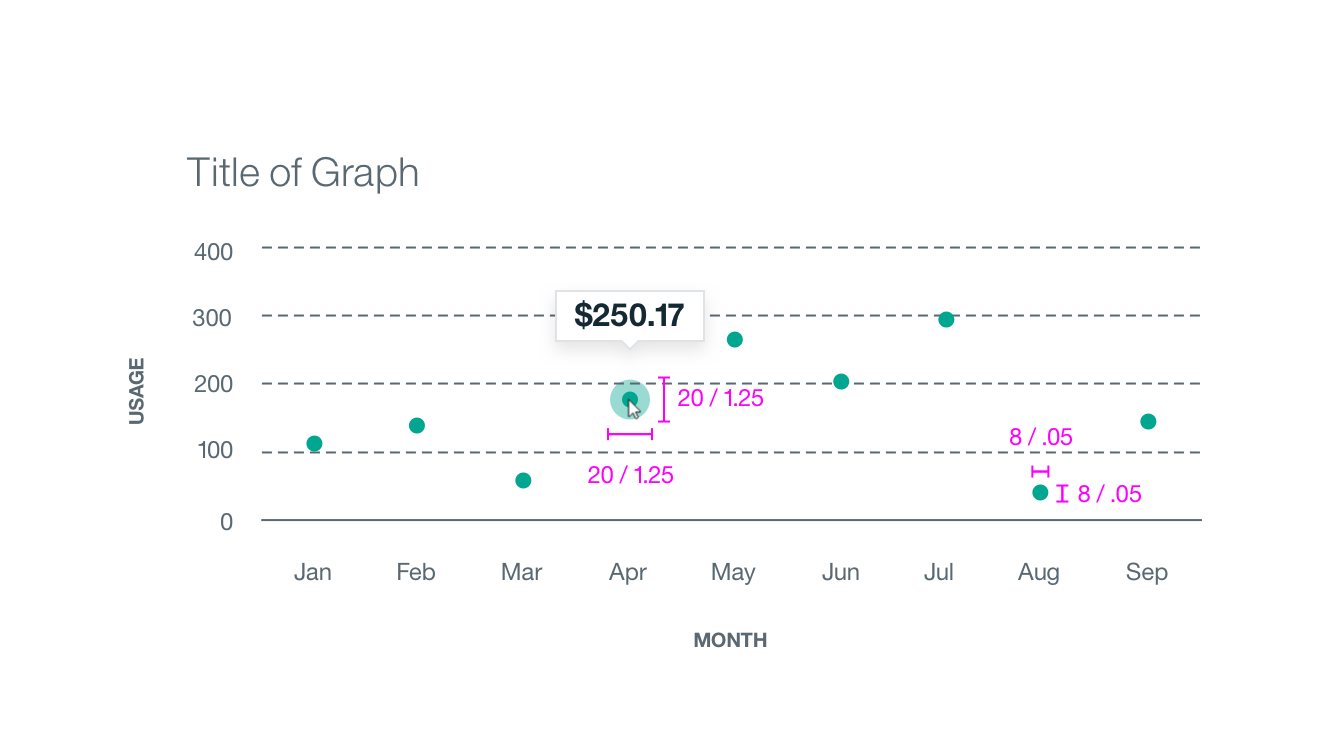 Title of Graph
400
$250.17
300
USAGE
200
20 / 1.25
8 / .05
100
20 / 1.25
8 / .05
0
Jan Feb Mar Apr May Jun Jul Aug Sep
MONTH